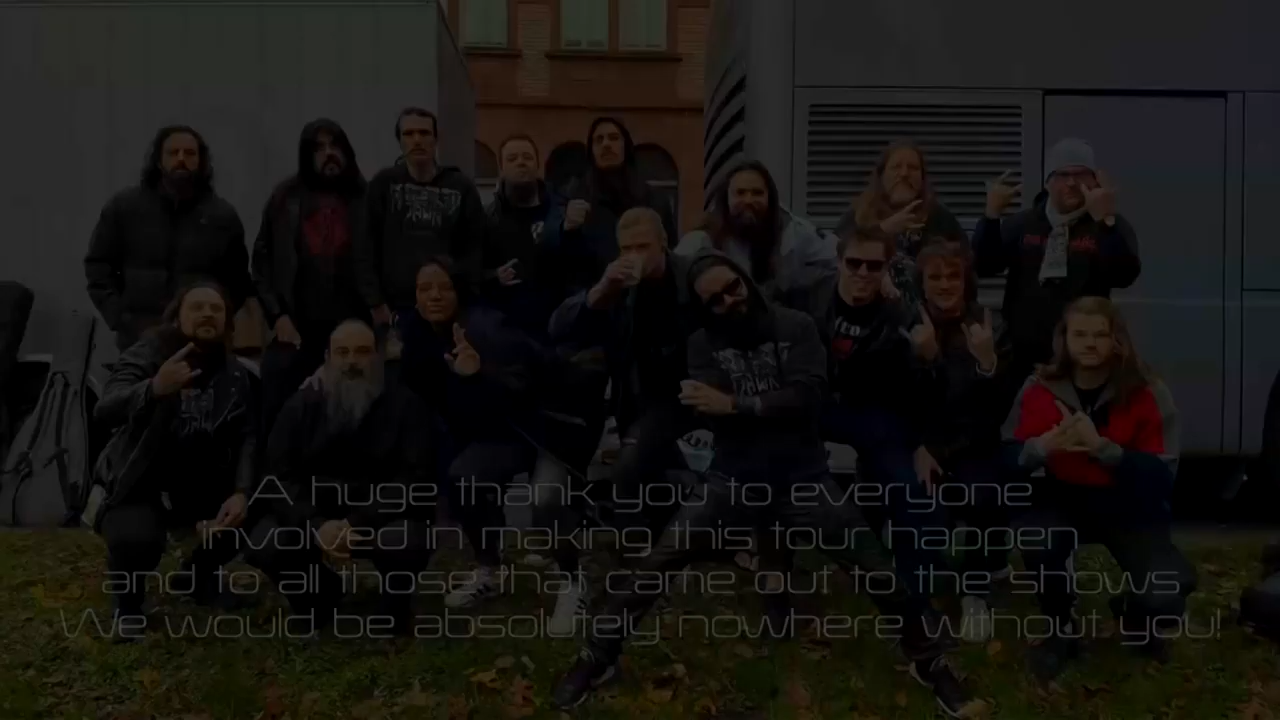 A huge thank you to everyone
involved in making this tour happen
and to all those that came out to the shows
We would be absolutely nowhere without you!